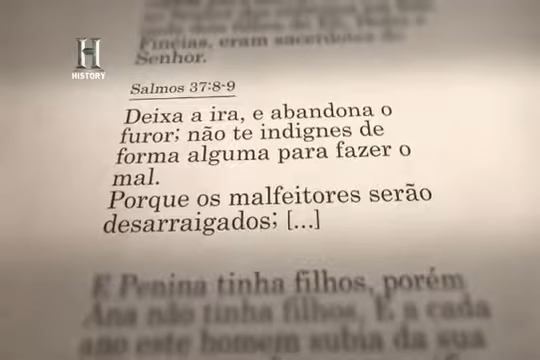 H
HISTORY
Finéias, eram sacerdotes do
Senhor.
Salmos 37:8-9
Deixa a ira, e abandona o
furor; não te indignes de
forma alguma para fazer o
mal.
Porque os malfeitores serão
desarraigados; [...]
E Penina tinha filhos, porém
Ana não tinha filhos. E a cada
ano este homem subia da sua